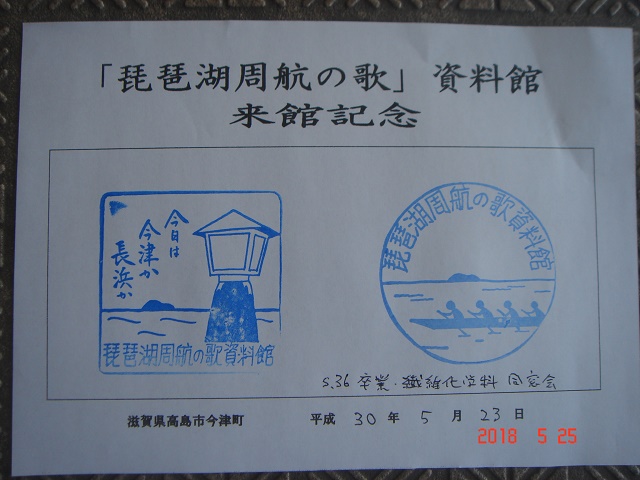 「琵琶湖周航の歌」資料館
来館記念
今日は
今津か
長浜か
琵琶湖周航の歌資料館
琵琶湖周航の歌資料館
S.36 卒業・繊維化学科 同窓会
滋賀県高島市今津町 平成 30 年 5 月 23 日
2018 5 25